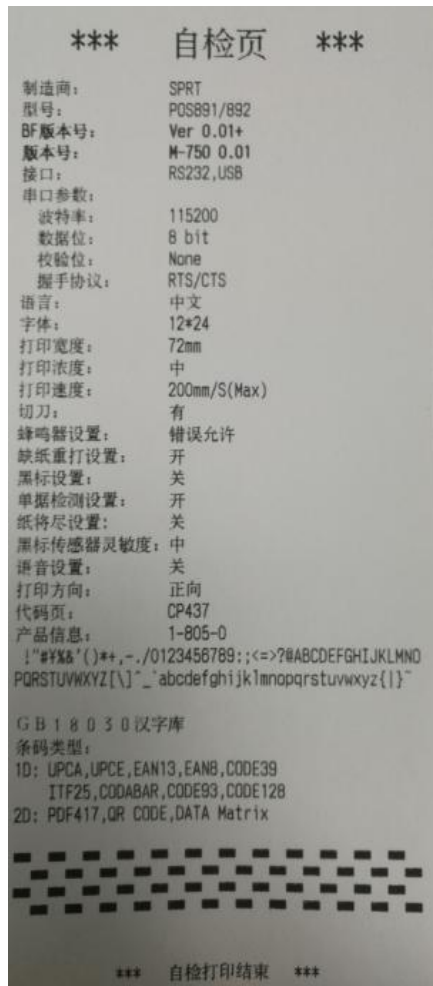 *** 自检页 ***
制造商: SPRT
型号: POS891/892
BF版本号: Ver 0.01+
版本号: M-750 0.01
接口: RS232,USB
串口参数:
波特率: 115200
数据位: 8 bit
校验位: None
握手协议: RTS/CTS
语言: 中文
字体: 12*24
打印宽度: 72mm
打印浓度: 中
打印速度: 200mm/S(Max)
切刀: 有
蜂鸣器设置: 错误允许
缺纸重打设置: 开
黑标设置: 关
单据检测设置: 开
纸将尽设置: 关
黑标传感器灵敏度: 中
语音设置: 关
打印方向: 正向
代码页: CP437
产品信息: 1-805-0
!"#¥%&'()*+,-./0123456789:;<=>?@ABCDEFGHIJKLMNO
PQRSTUVWXYZ[\]^_`abcdefghijklmnopqrstuvwxyz{|}~
GB18030汉字库
条码类型:
1D: UPCA,UPCE,EAN13,EAN8,CODE39
ITF25,CODABAR,CODE93,CODE128
2D: PDF417,QR CODE,DATA Matrix
*** 自检打印结束 ***